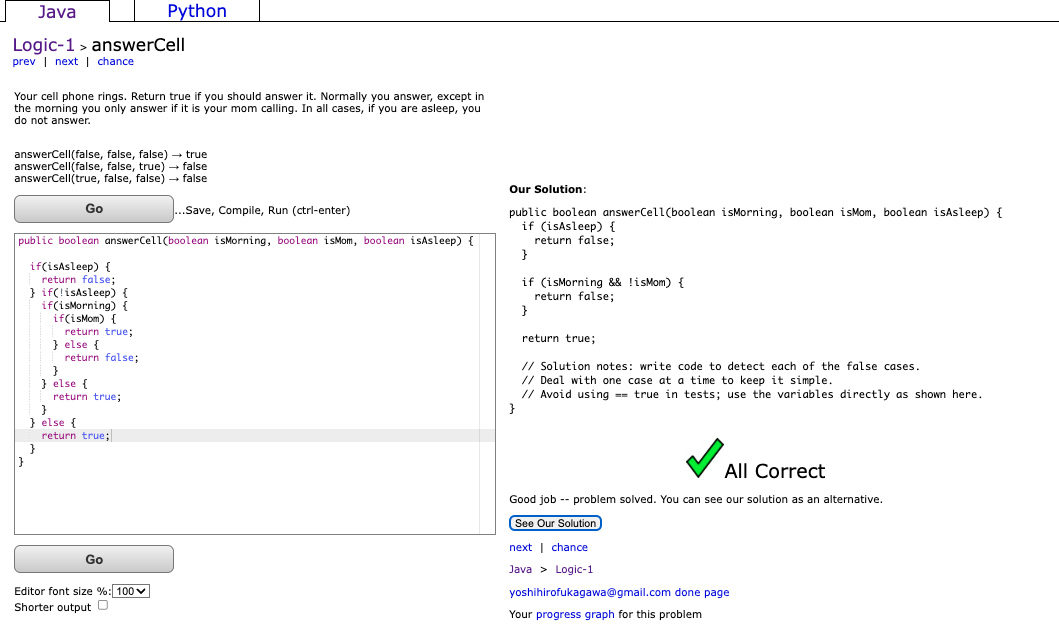 Java
Python
Logic-1 > answerCell
prev | next | chance
Your cell phone rings. Return true if you should answer it. Normally you answer, except in
the morning you only answer if it is your mom calling. In all cases, if you are asleep, you
do not answer.
answerCell(false, false, false) → true
answerCell(false, false, true) → false
answerCell(true, false, false) → false
Go
...Save, Compile, Run (ctrl-enter)
public boolean answerCell(boolean isMorning, boolean isMom, boolean isAsleep) {
if(isAsleep) {
return false;
} if(!isAsleep) {
if(isMorning) {
if(isMom) {
return true;
} else {
return false;
}
} else {
return true;
}
} else {
return true;
}
}
Go
Editor font size %: 100
Shorter output
Our Solution:
public boolean answerCell(boolean isMorning, boolean isMom, boolean isAsleep) {
if (isAsleep) {
return false;
}
if (isMorning && !isMom) {
return false;
}
return true;
// Solution notes: write code to detect each of the false cases.
// Deal with one case at a time to keep it simple.
// Avoid using == true in tests; use the variables directly as shown here.
}
All Correct
Good job -- problem solved. You can see our solution as an alternative.
See Our Solution
next | chance
Java > Logic-1
yoshihirofukagawa@gmail.com done page
Your progress graph for this problem